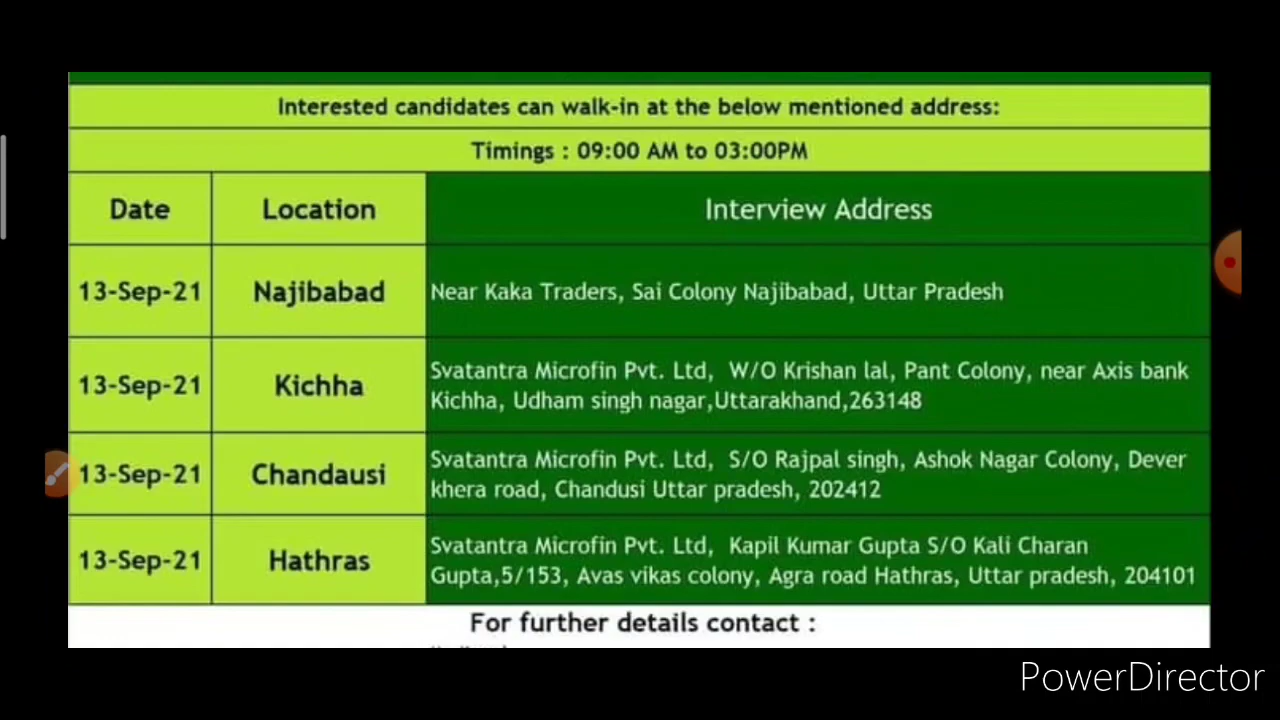 Interested candidates can walk-in at the below mentioned address:
Timings : 09:00 AM to 03:00PM
Date Location Interview Address
13-Sep-21 Najibabad Near Kaka Traders, Sai Colony Najibabad, Uttar Pradesh
13-Sep-21 Kichha Svatantra Microfin Pvt. Ltd, W/O Krishan lal, Pant Colony, near Axis bank
Kichha, Udham singh nagar,Uttarakhand,263148
13-Sep-21 Chandausi Svatantra Microfin Pvt. Ltd, S/O Rajpal singh, Ashok Nagar Colony, Dever
khera road, Chandusi Uttar pradesh, 202412
13-Sep-21 Hathras Svatantra Microfin Pvt. Ltd, Kapil Kumar Gupta S/O Kali Charan
Gupta,5/153, Avas vikas colony, Agra road Hathras, Uttar pradesh, 204101
For further details contact :
PowerDirector